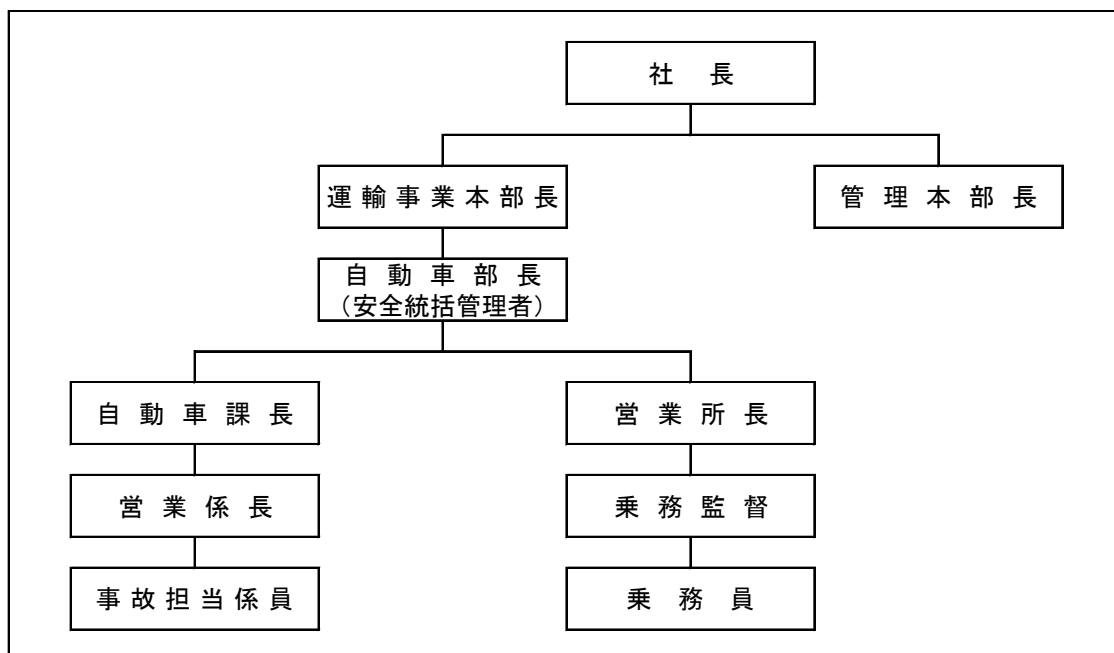 社長
運輸事業本部長
管理本部長
自動車部長
（安全統括管理者）
自動車課長
営業所長
営業係長
乗務監督
事故担当係員
乗務員